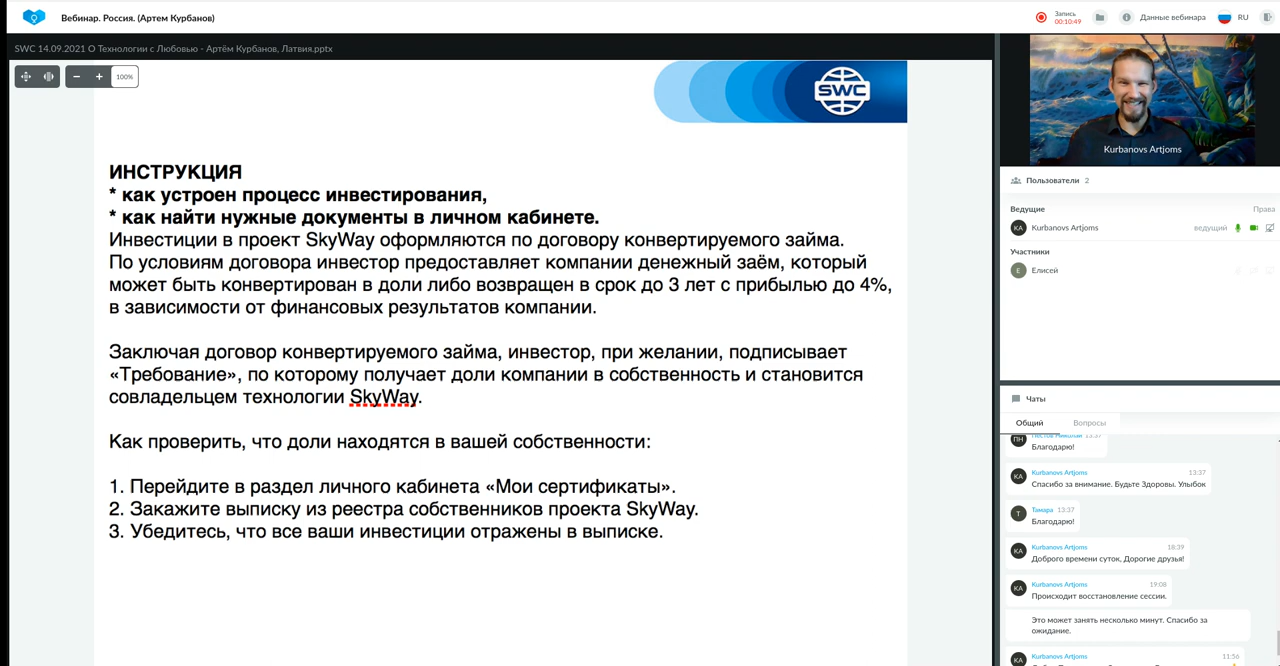 Вебинар. Россия. (Артем Курбанов)
Запись
00:10:49
Данные вебинара
RU
SWC 14.09.2021 О Технологии с Любовью - Артём Курбанов, Латвия.pptx
100%
SWC
ИНСТРУКЦИЯ
* как устроен процесс инвестирования,
* как найти нужные документы в личном кабинете.
Инвестиции в проект SkyWay оформляются по договору конвертируемого займа.
По условиям договора инвестор предоставляет компании денежный заём, который
может быть конвертирован в доли либо возвращен в срок до 3 лет с прибылью до 4%,
в зависимости от финансовых результатов компании.
Заключая договор конвертируемого займа, инвестор, при желании, подписывает
«Требование», по которому получает доли компании в собственность и становится
совладельцем технологии SkyWay.
Как проверить, что доли находятся в вашей собственности:
1. Перейдите в раздел личного кабинета «Мои сертификаты».
2. Закажите выписку из реестра собственников проекта SkyWay.
3. Убедитесь, что все ваши инвестиции отражены в выписке.
Kurbanovs Artjoms
Пользователи 2
Ведущие
Права
KA
Kurbanovs Artjoms
ведущий
Участники
Е
Елисей
Чаты
Общий
Вопросы
ПН
13:37
Благодарю!
KA
Kurbanovs Artjoms
13:37
Спасибо за внимание. Будьте Здоровы. Улыбок
Т
Тамара 13:37
Благодарю!
KA
Kurbanovs Artjoms
18:39
Доброго времени суток, Дорогие друзья!
KA
Kurbanovs Artjoms
19:08
Происходит восстановление сессии.
Это может занять несколько минут. Спасибо за
ожидание.
KA
Kurbanovs Artjoms
11:56